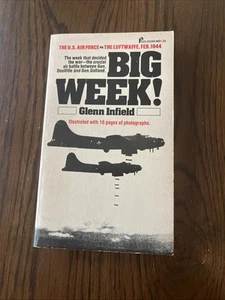 THE U.S. AIR FORCE vs. THE LUFTWAFFE, FEB. 1944
The week that decided
the war—the crucial
air battle between Gen.
Doolittle and Gen. Galland.
BIG
WEEK!
Glenn Infield
Illustrated with 16 pages of photographs.